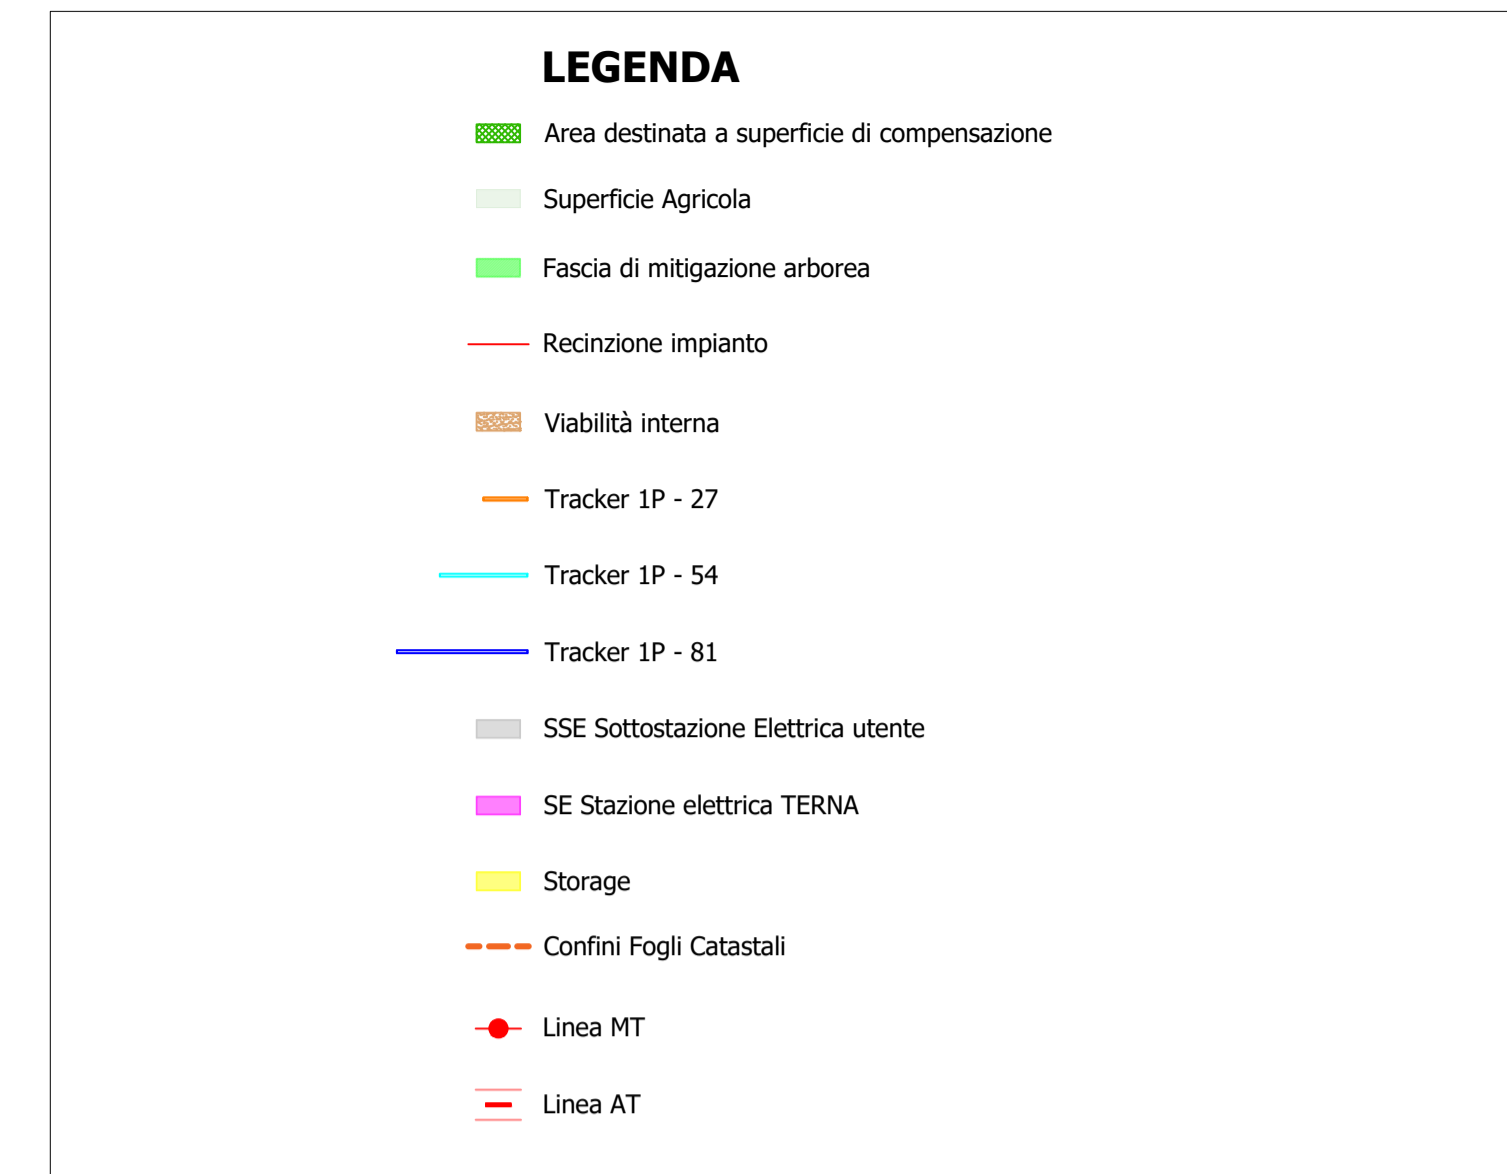 LEGENDA
Area destinata a superficie di compensazione
Superficie Agricola
Fascia di mitigazione arborea
Recinzione impianto
Viabilità interna
Tracker 1P - 27
Tracker 1P - 54
Tracker 1P - 81
SSE Sottostazione Elettrica utente
SE Stazione elettrica TERNA
Storage
Confini Fogli Catastali
Linea MT
Linea AT